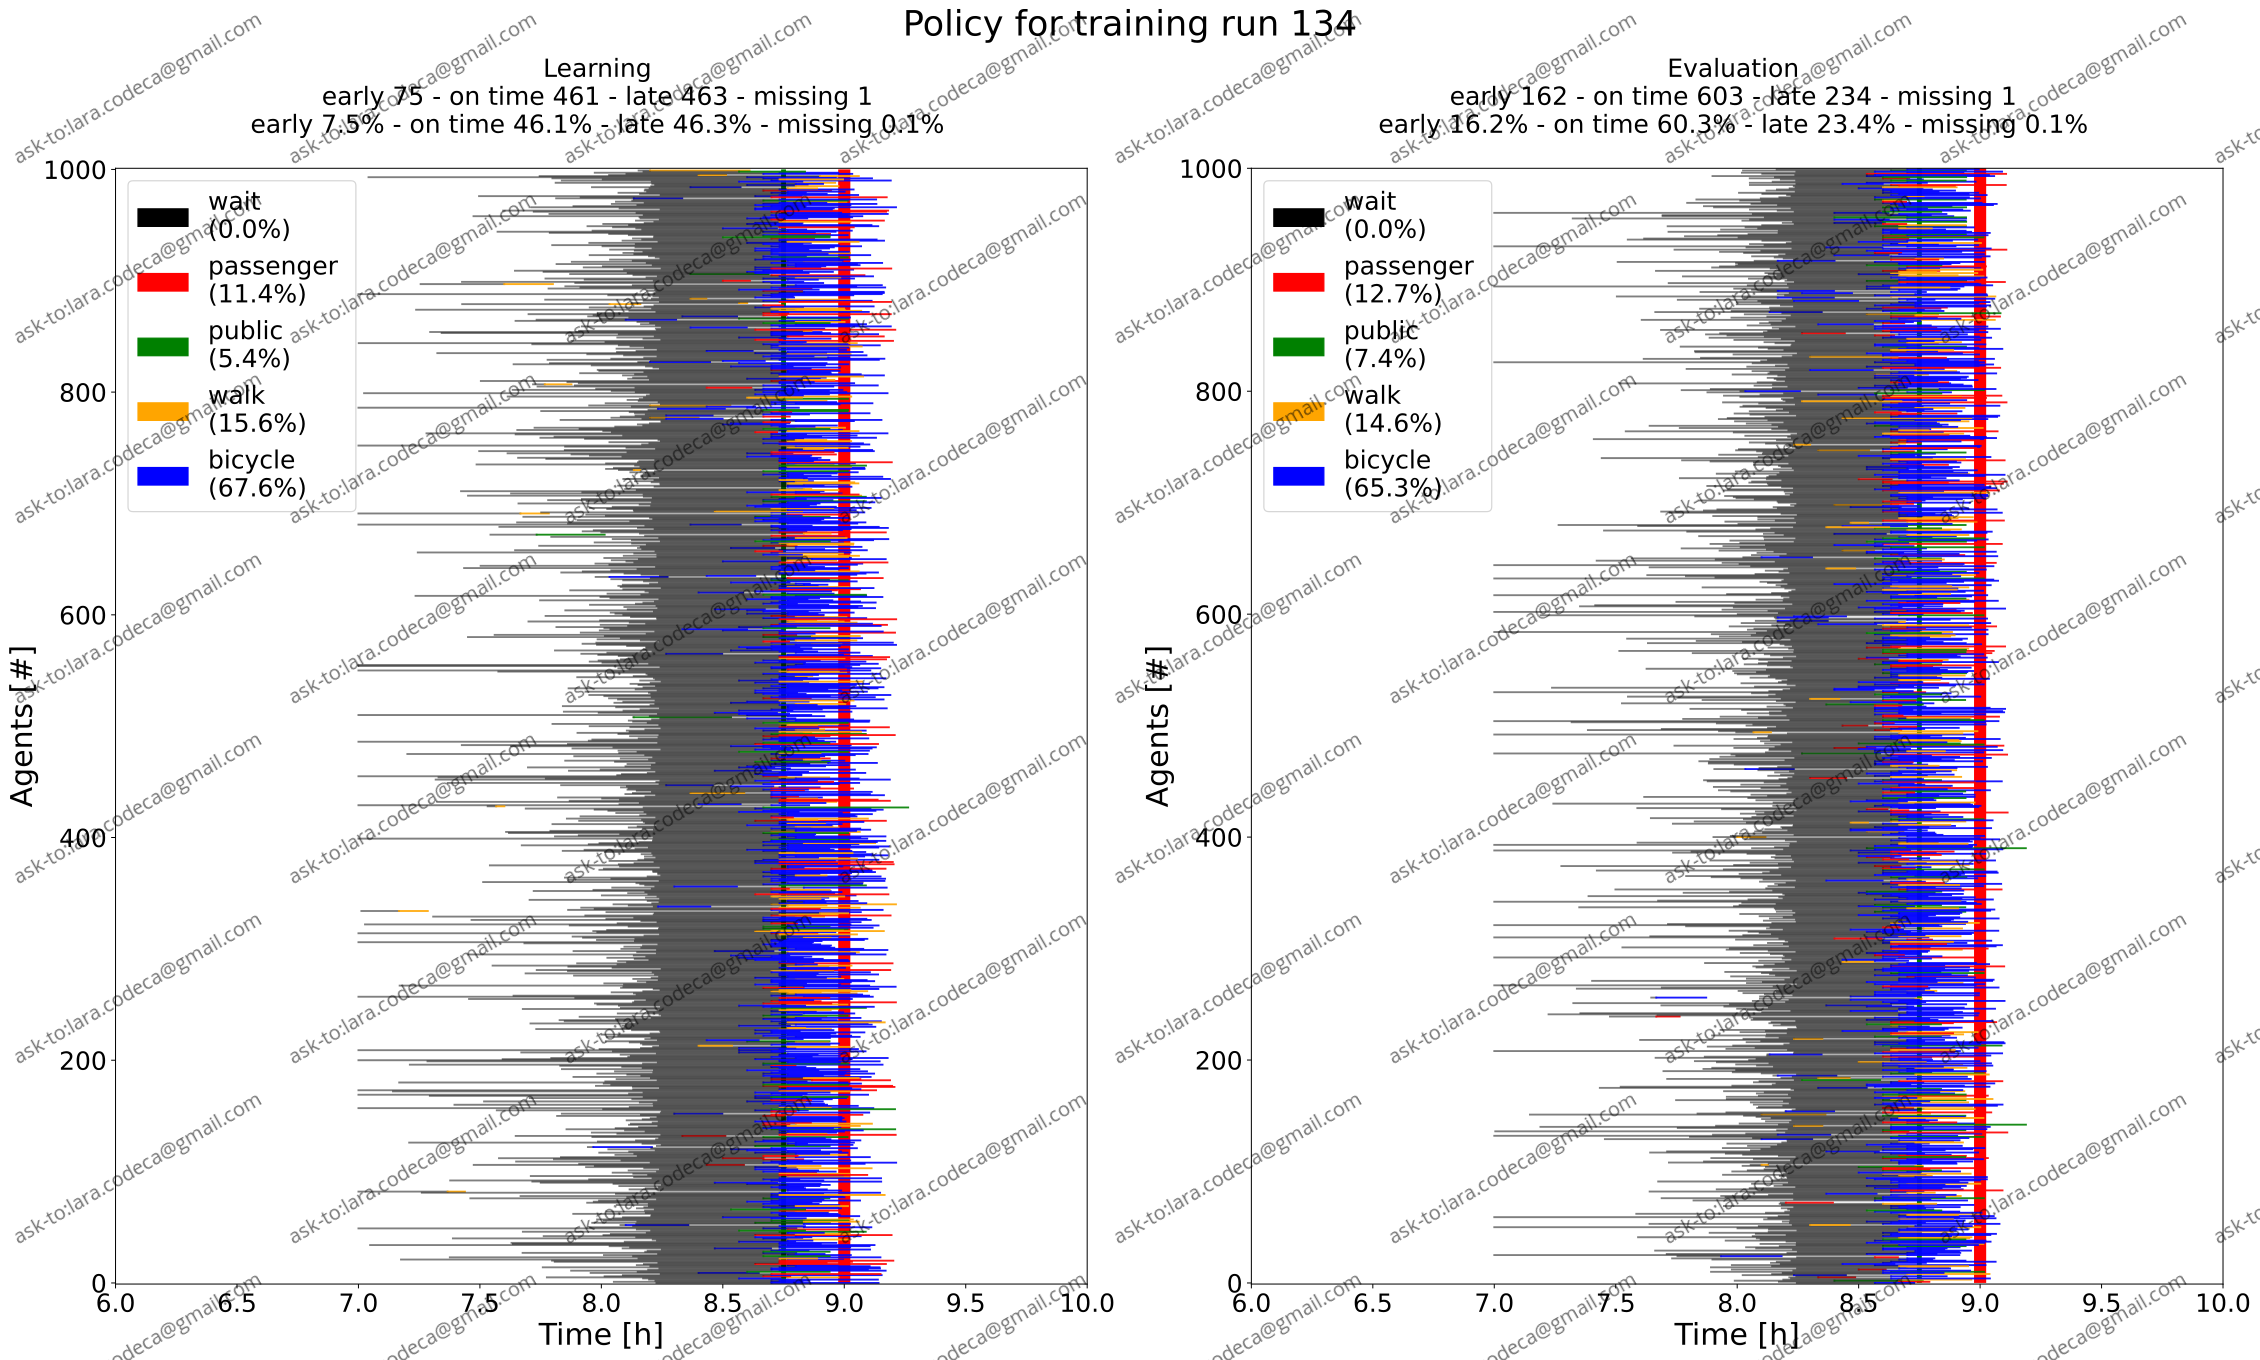 Policy for training run 134
Learning
early 75 - on time 461 - late 463 - missing 1
early 7.5% - on time 46.1% - late 46.3% - missing 0.1%
wait
(0.0%)
passenger
(11.4%)
public
(5.4%)
walk
(15.6%)
bicycle
(67.6%)
1000
800
600
400
200
0
Agents [#]
6.0 6.5 7.0 7.5 8.0 8.5 9.0 9.5 10.0
Time [h]
Evaluation
early 162 - on time 603 - late 234 - missing 1
early 16.2% - on time 60.3% - late 23.4% - missing 0.1%
wait
(0.0%)
passenger
(12.7%)
public
(7.4%)
walk
(14.6%)
bicycle
(65.3%)
1000
800
600
400
200
0
Agents [#]
6.0 6.5 7.0 7.5 8.0 8.5 9.0 9.5 10.0
Time [h]
ask-to:lara.codeca@gmail.com